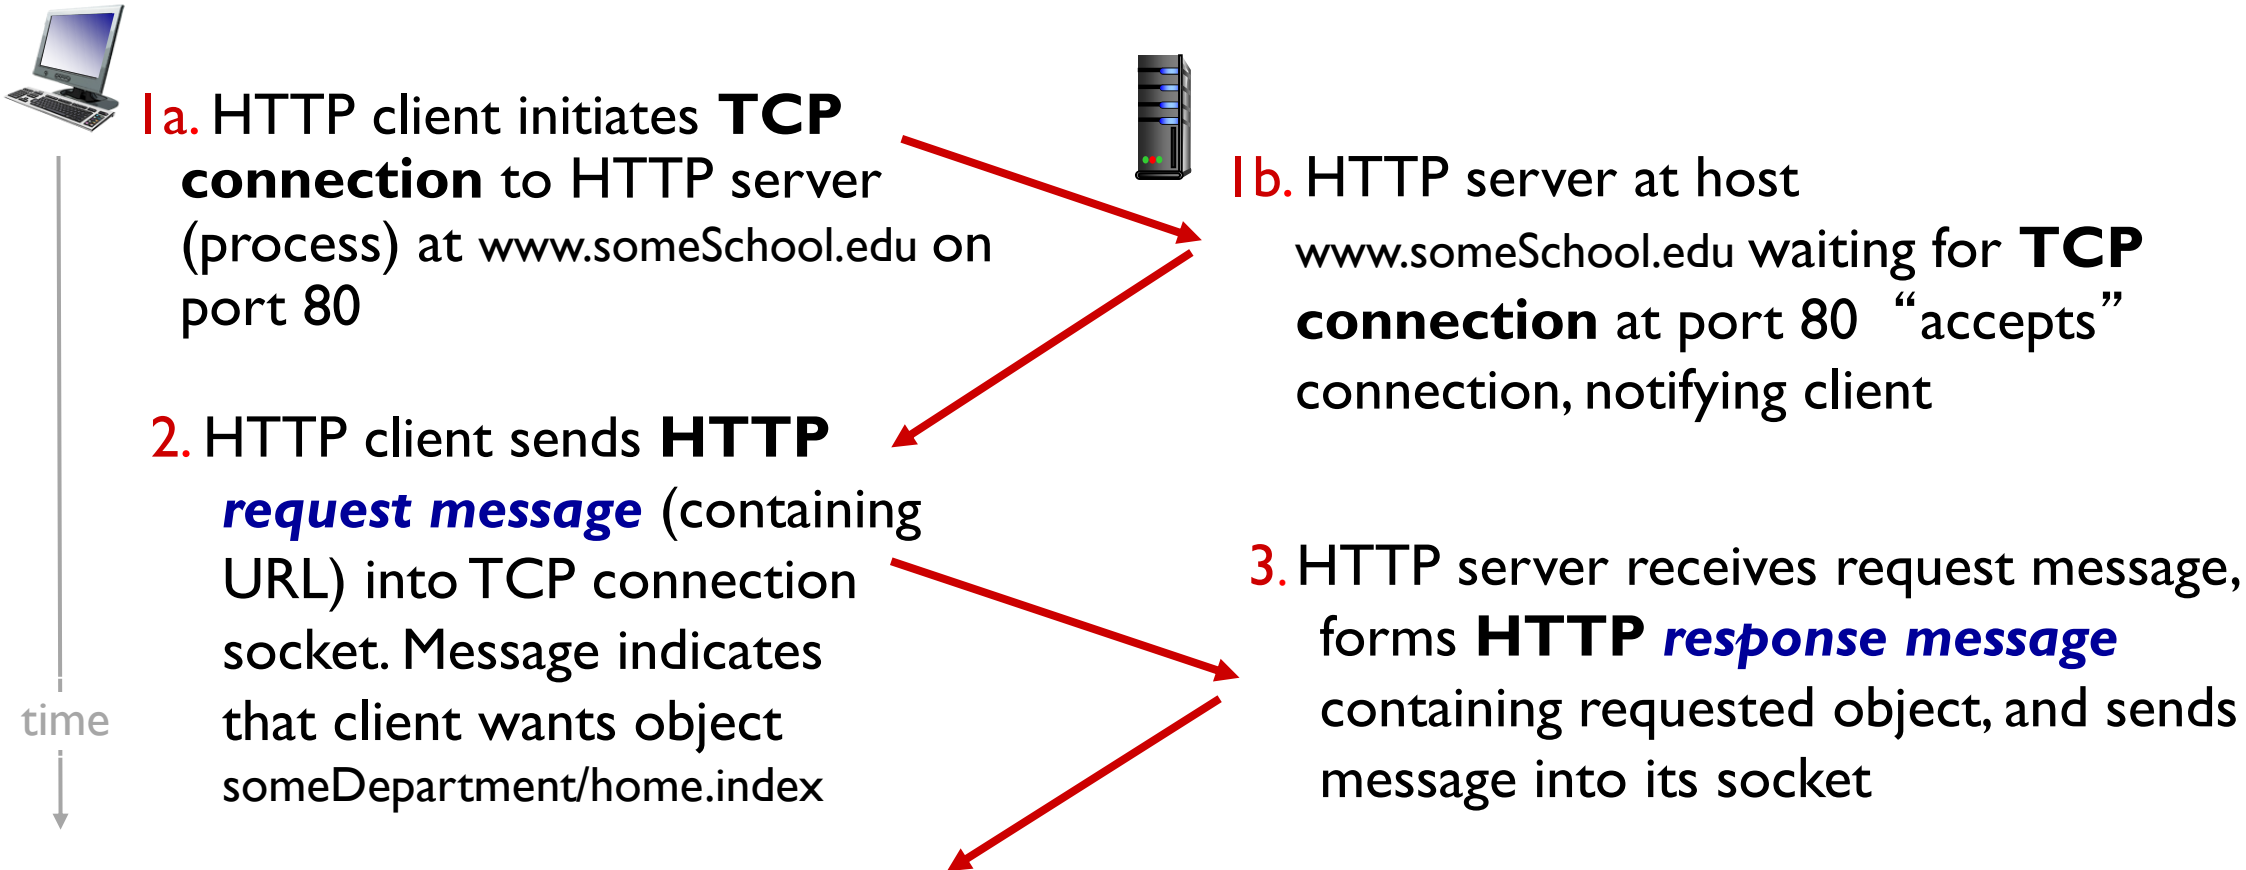 1a. HTTP client initiates TCP
connection to HTTP server
(process) at www.someSchool.edu on
port 80
1b. HTTP server at host
www.someSchool.edu waiting for TCP
connection at port 80 “accepts”
connection, notifying client
2. HTTP client sends HTTP
request message (containing
URL) into TCP connection
socket. Message indicates
that client wants object
someDepartment/home.index
3. HTTP server receives request message,
forms HTTP response message
containing requested object, and sends
message into its socket
time